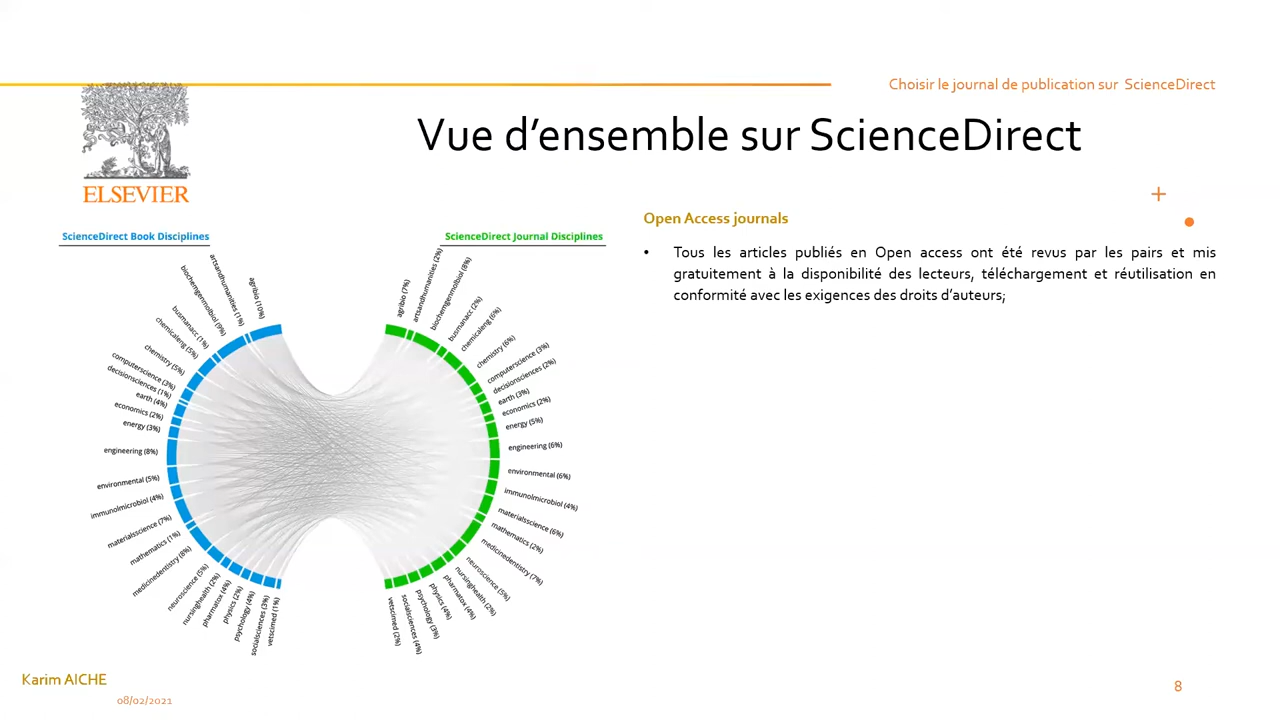 Choisir le journal de publication sur ScienceDirect
Vue d’ensemble sur ScienceDirect
ELSEVIER
Open Access journals
• Tous les articles publiés en Open access ont été revus par les pairs et mis
gratuitement à la disponibilité des lecteurs, téléchargement et réutilisation en
conformité avec les exigences des droits d’auteurs;
ScienceDirect Book Disciplines
agribio (10%)
artsandhumanities (1%)
biochemgenmolbiol (9%)
busmanacc (1%)
chemicaleng (5%)
chemistry (5%)
computerscience (3%)
decisionsciences (1%)
earth (4%)
economics (2%)
energy (3%)
engineering (8%)
environmental (5%)
immunolmicrobiol (4%)
materialsscience (7%)
mathematics (1%)
medicinedentistry (8%)
neuroscience (5%)
nursinghealth (2%)
pharmatox (4%)
physics (2%)
psychology (4%)
socialsciences (3%)
vetscimed (1%)
ScienceDirect Journal Disciplines
agribio (7%)
artsandhumanities (2%)
biochemgenmolbiol (8%)
busmanacc (2%)
chemicaleng (6%)
chemistry (6%)
computerscience (3%)
decisionsciences (2%)
earth (3%)
economics (2%)
energy (5%)
engineering (6%)
environmental (6%)
immunolmicrobiol (4%)
materialsscience (6%)
mathematics (2%)
medicinedentistry (7%)
neuroscience (5%)
nursinghealth (2%)
pharmatox (4%)
physics (4%)
psychology (3%)
socialsciences (4%)
vetscimed (2%)
Karim AICHE
08/02/2021
8